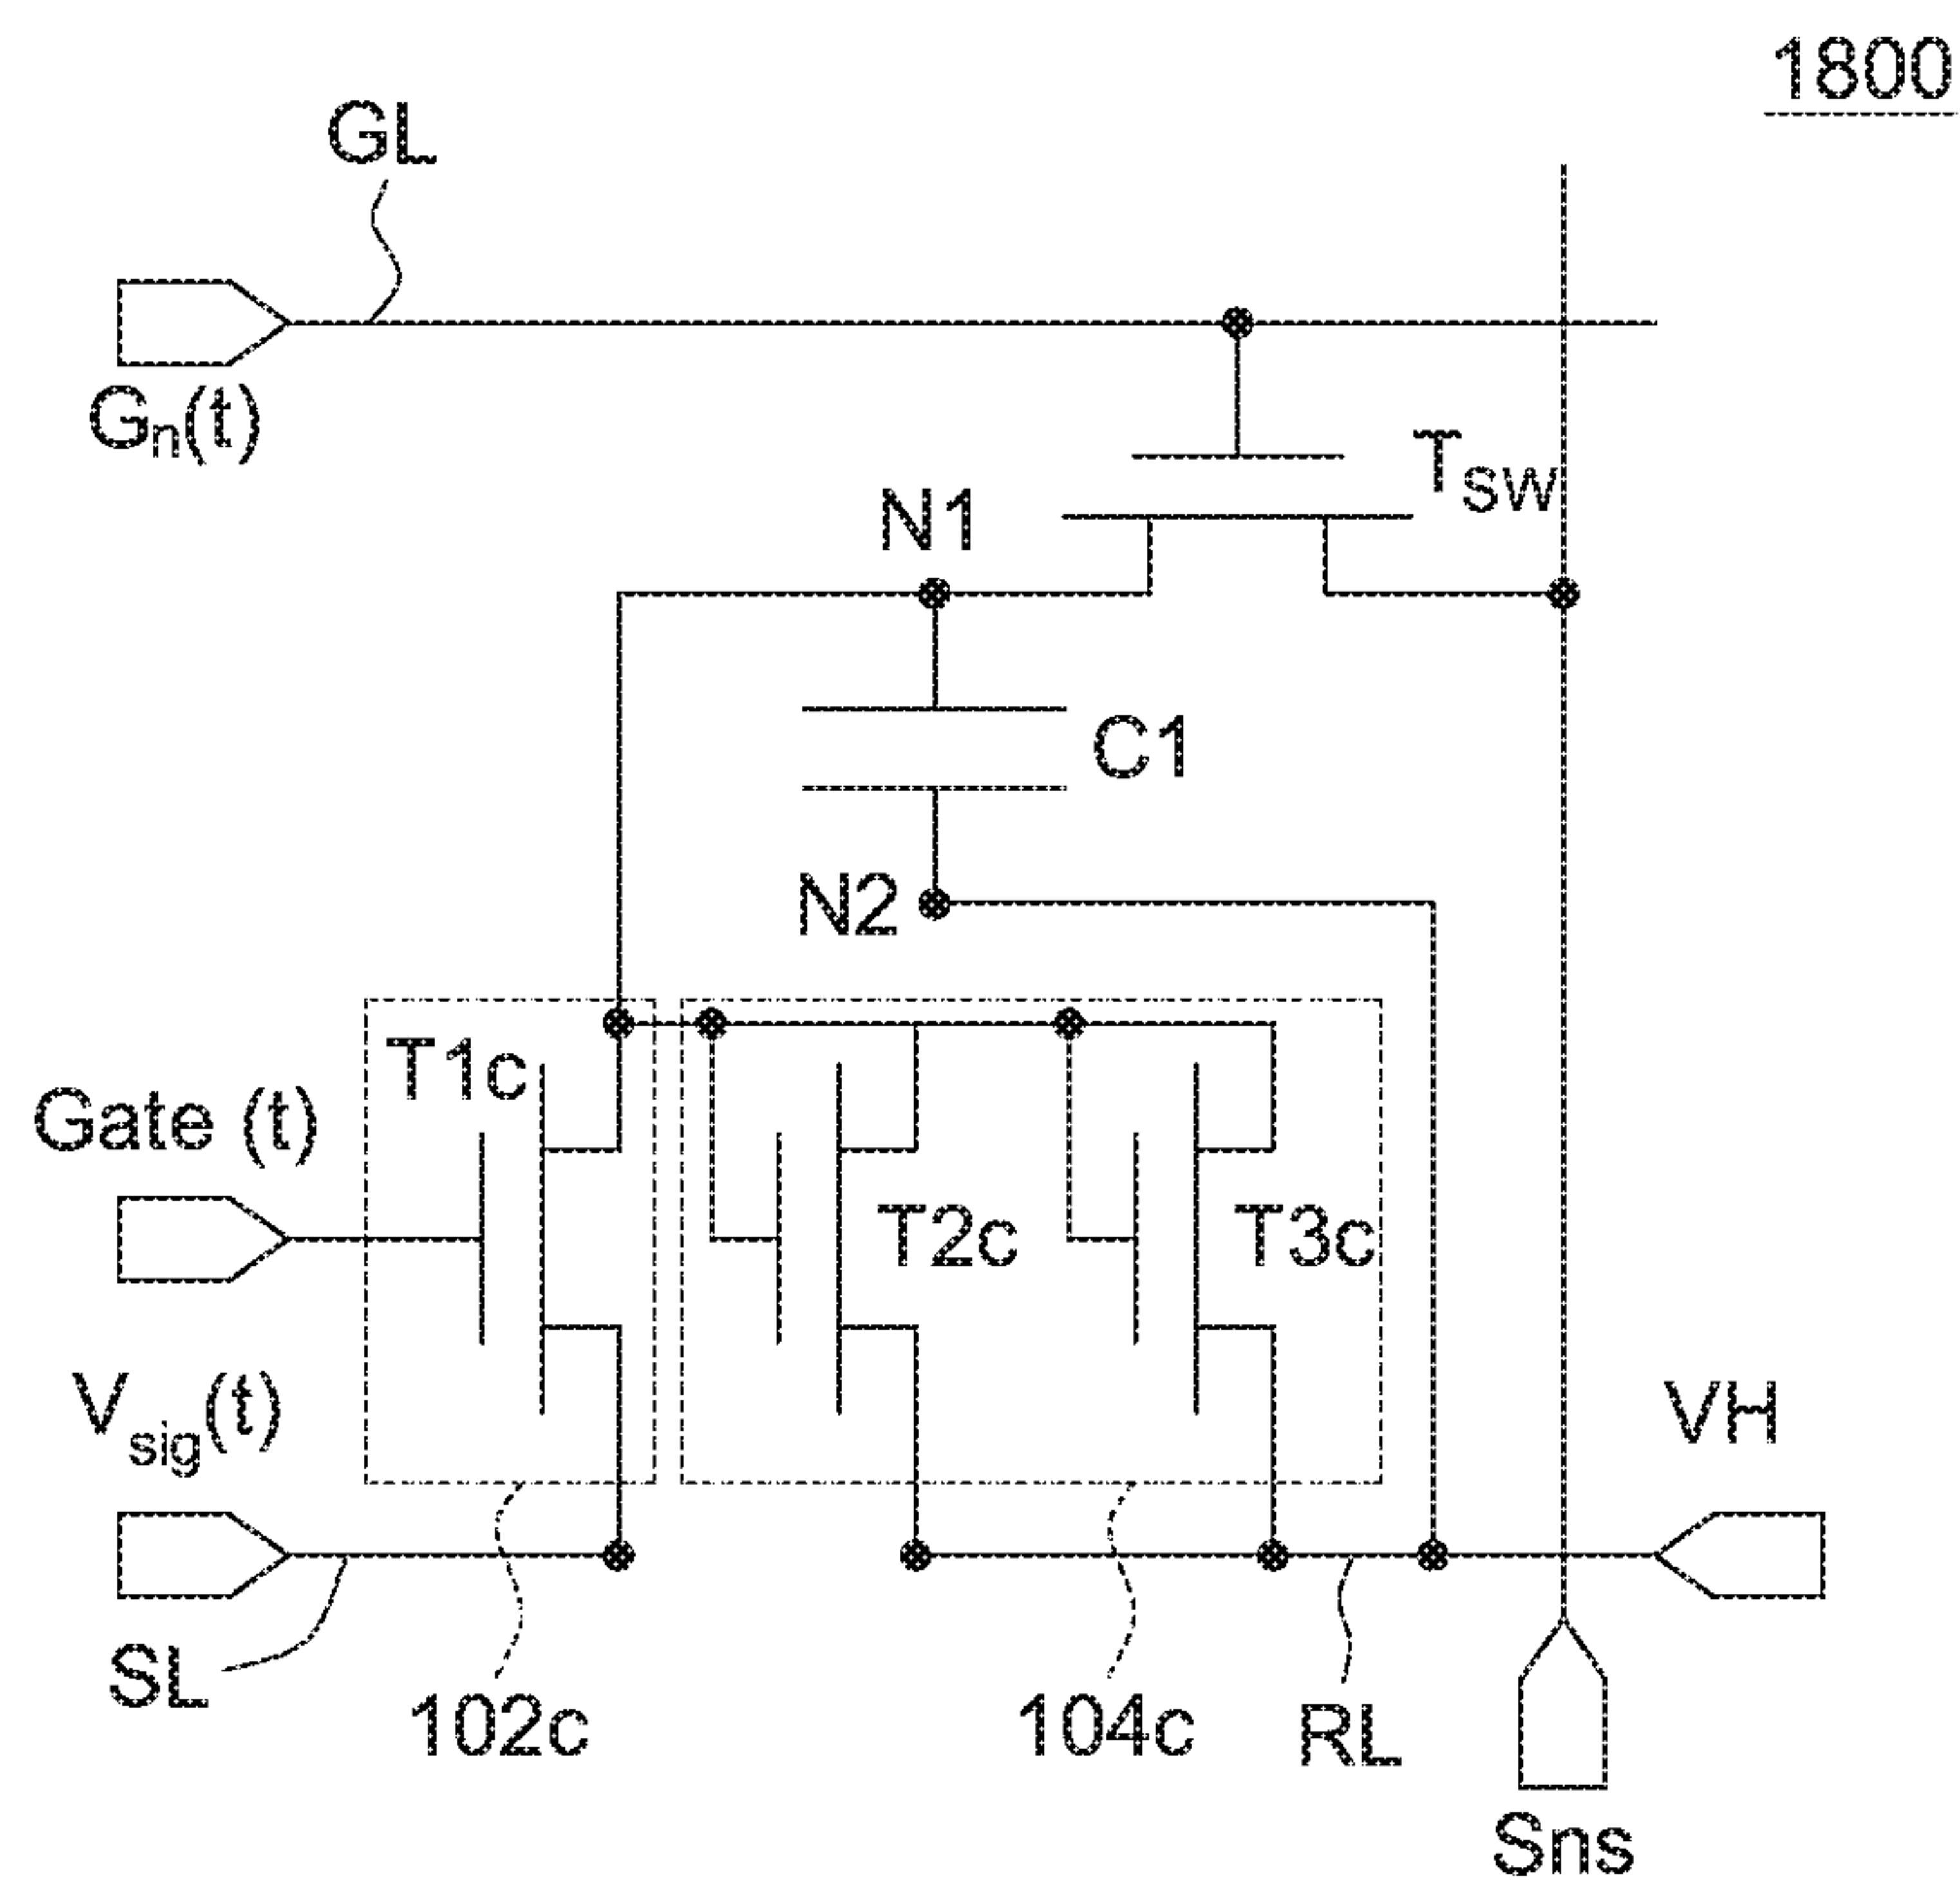 1800
GL
Gn(t)
TSW
N1
C1
N2
T1c
Gate (t)
T2c
T3c
Vsig(t)
VH
SL
102c
104c
RL
Sns